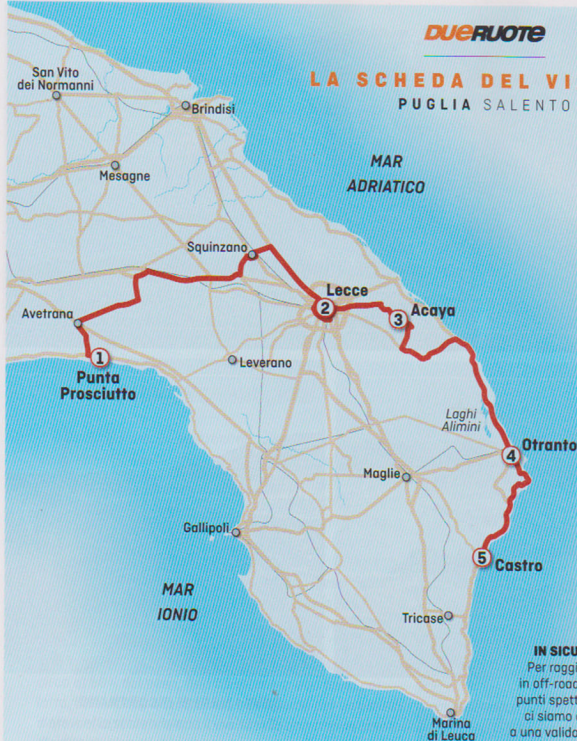 DUERUOTE
LA SCHEDA DEL VI
PUGLIA SALENTO
San Vito
dei Normanni
Brindisi
Mesagne
MAR
ADRIATICO
Squinzano
Lecce
2
3
Acaya
Avetrana
1
Punta
Prosciutto
Leverano
Laghi
Alimini
Otranto
4
Maglie
Gallipoli
5
Castro
MAR
IONIO
Tricase
Marina
di Leuca
IN SICU
Per raggi
in off-road
punti spett
ci siamo
a una valida